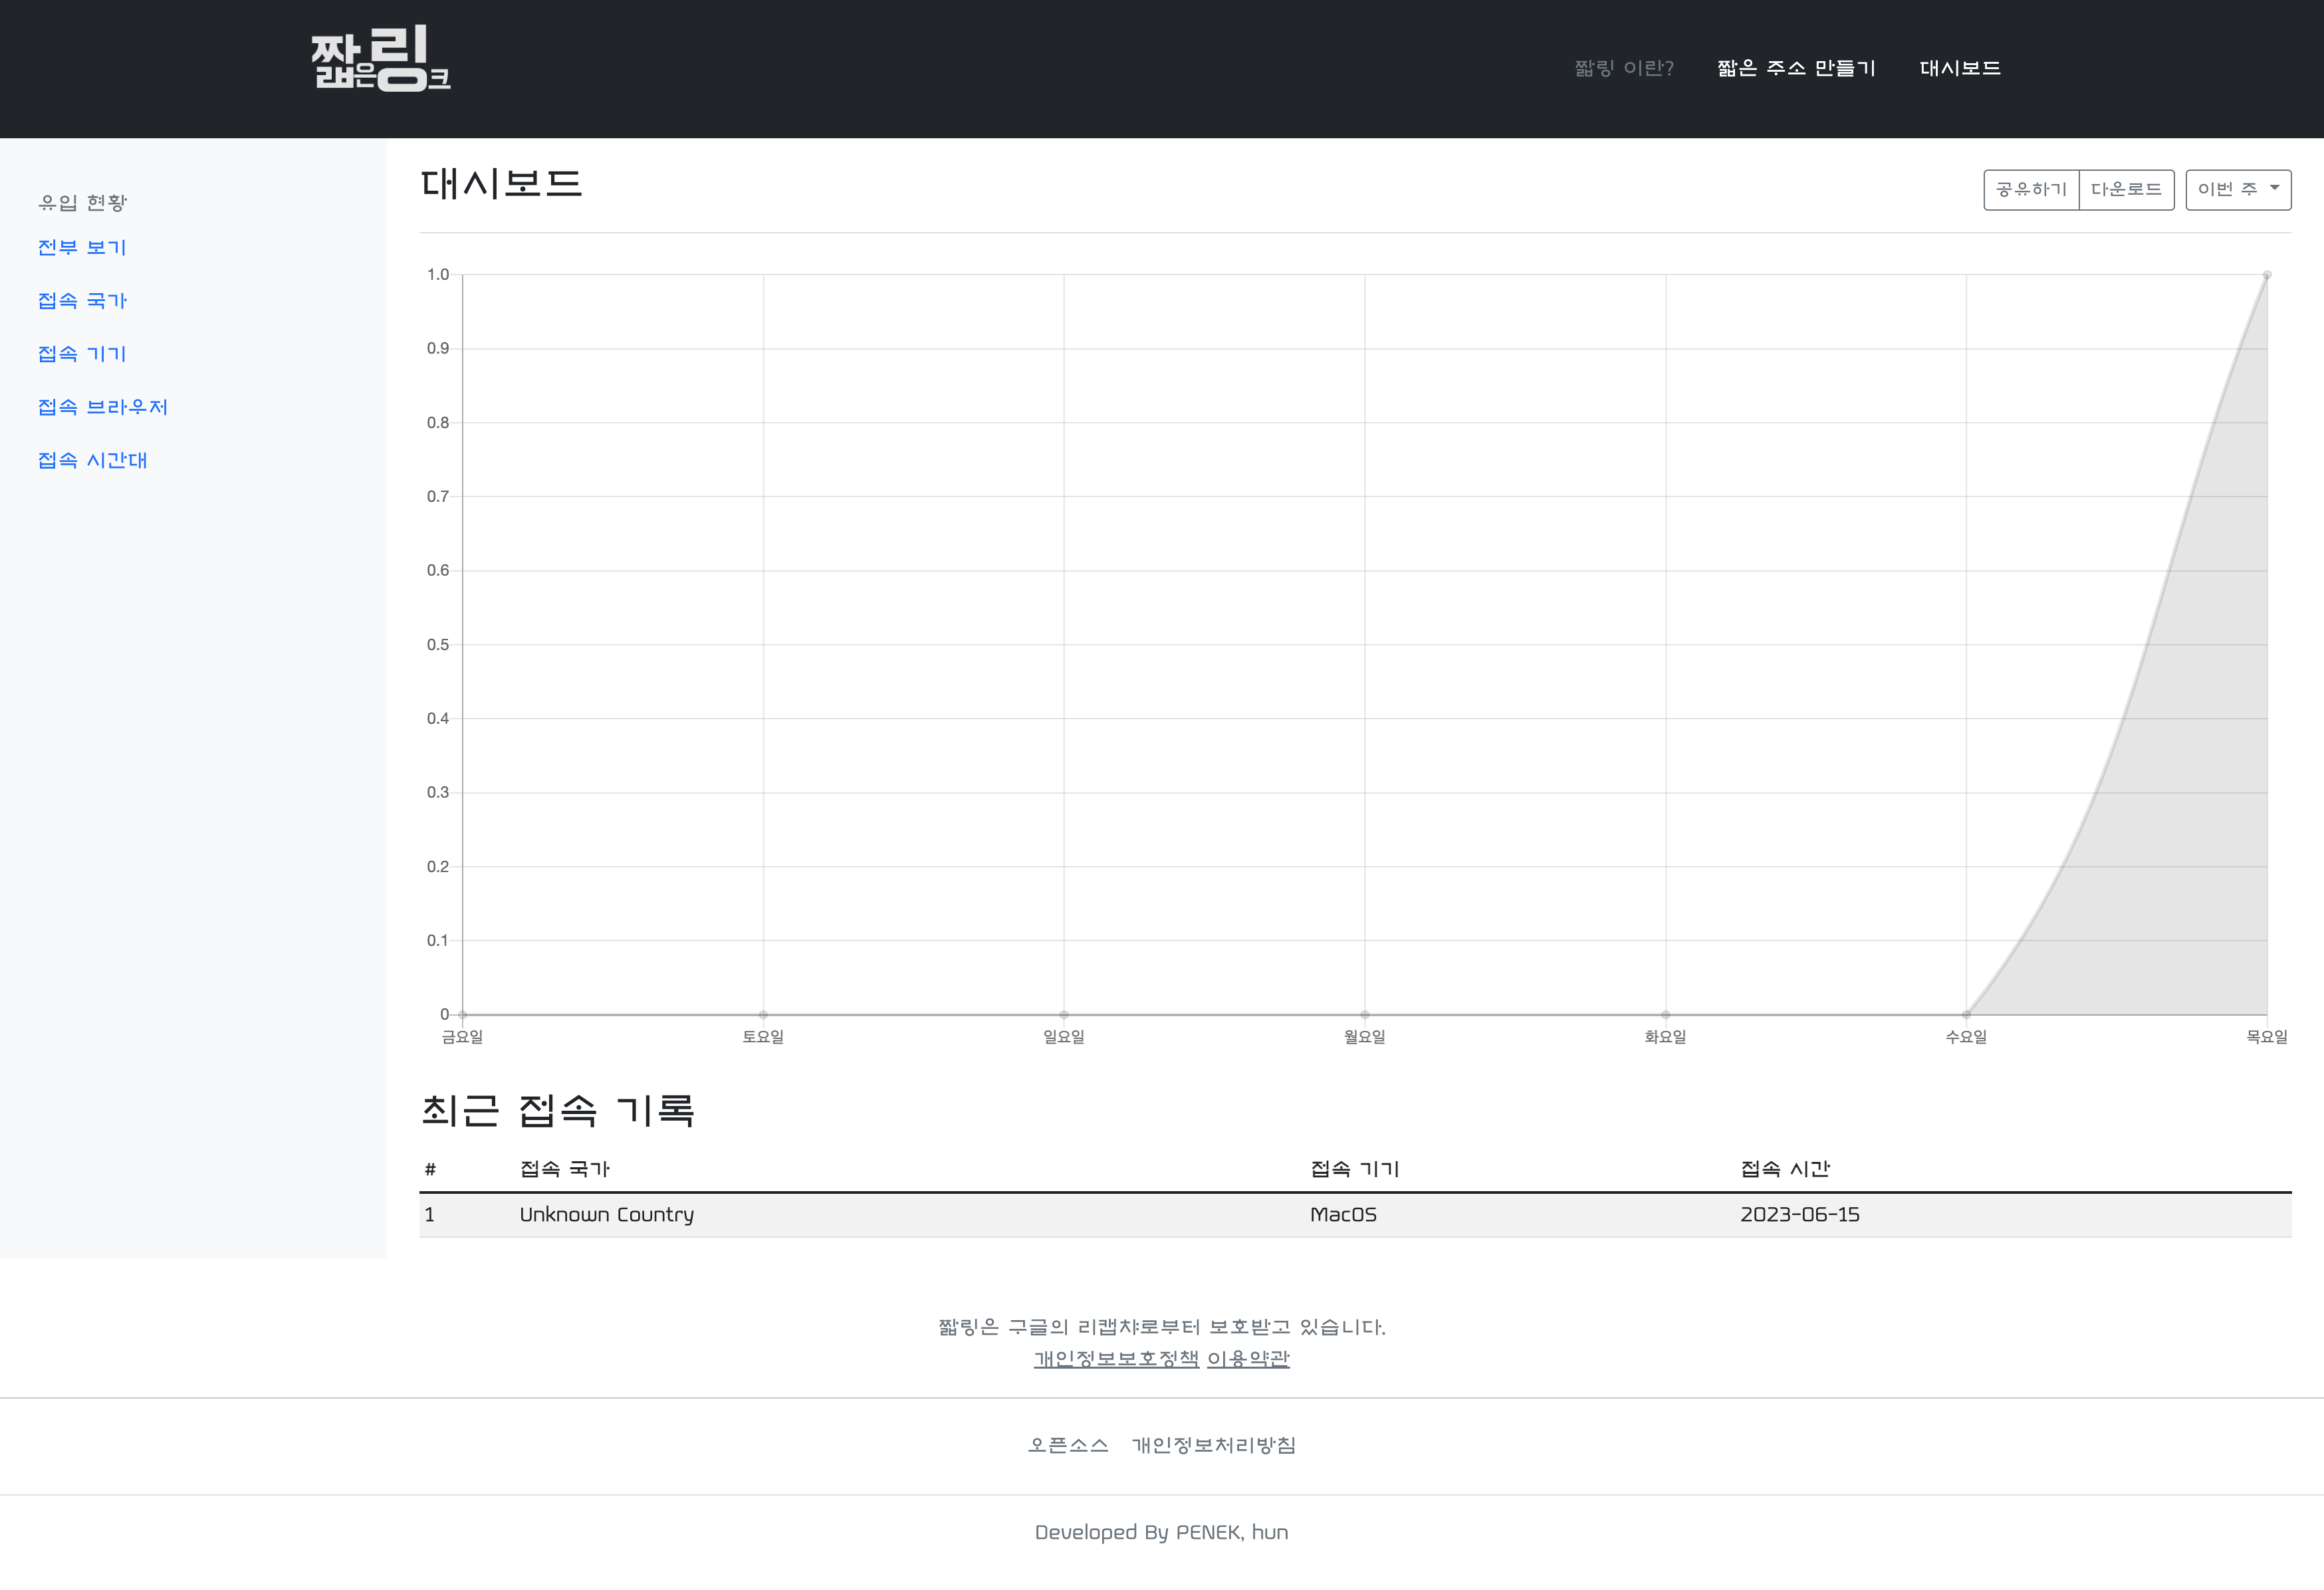 짧은링크
짧링 이란? 짧은 주소 만들기 대시보드
유입 현황
전부 보기
접속 국가
접속 기기
접속 브라우저
접속 시간대
대시보드
공유하기 다운로드 이번 주
1.0
0.9
0.8
0.7
0.6
0.5
0.4
0.3
0.2
0.1
0
금요일 토요일 일요일 월요일 화요일 수요일 목요일
최근 접속 기록
# 접속 국가 접속 기기 접속 시간
1 Unknown Country MacOS 2023-06-15
짧링은 구글의 리캡챠로부터 보호받고 있습니다.
개인정보보호정책 이용약관
오픈소스 개인정보처리방침
Developed By PENEK, hun